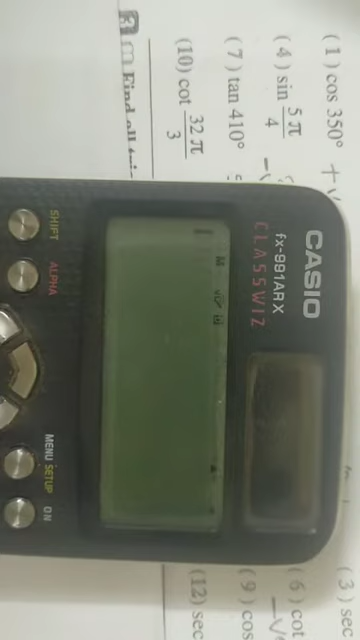 (1) cos 350°
(3) sec
(4) sin 5π/4
(6) cot
(7) tan 410°
(9) cos
(10) cot 32π/3
(12) sec
CASIO
fx-991ARX
CLASSWIZ
SHIFT
ALPHA
MENU SETUP
ON